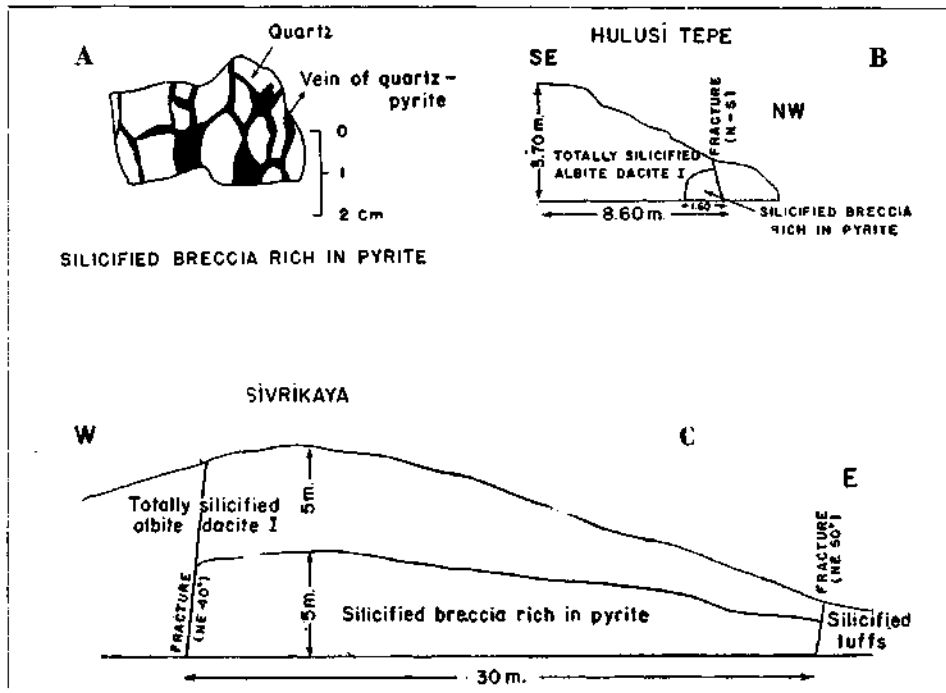 A
Quartz
Vein of quartz-
pyrite
0
1
2 cm
SILICIFIED BRECCIA RICH IN PYRITE
HULUSİ TEPE
B
SE
NW
FRACTURE
(N-S)
TOTALLY SILICIFIED
ALBITE DACITE I
1.60
8.60 m.
SILICIFIED BRECCIA
RICH IN PYRITE
SİVRİKAYA
W
C
E
Totally silicified
albite dacite I
5m.
FRACTURE
(NE 40°)
5m.
Silicified breccia rich in pyrite
FRACTURE
Silicified
tuffs
30 m.